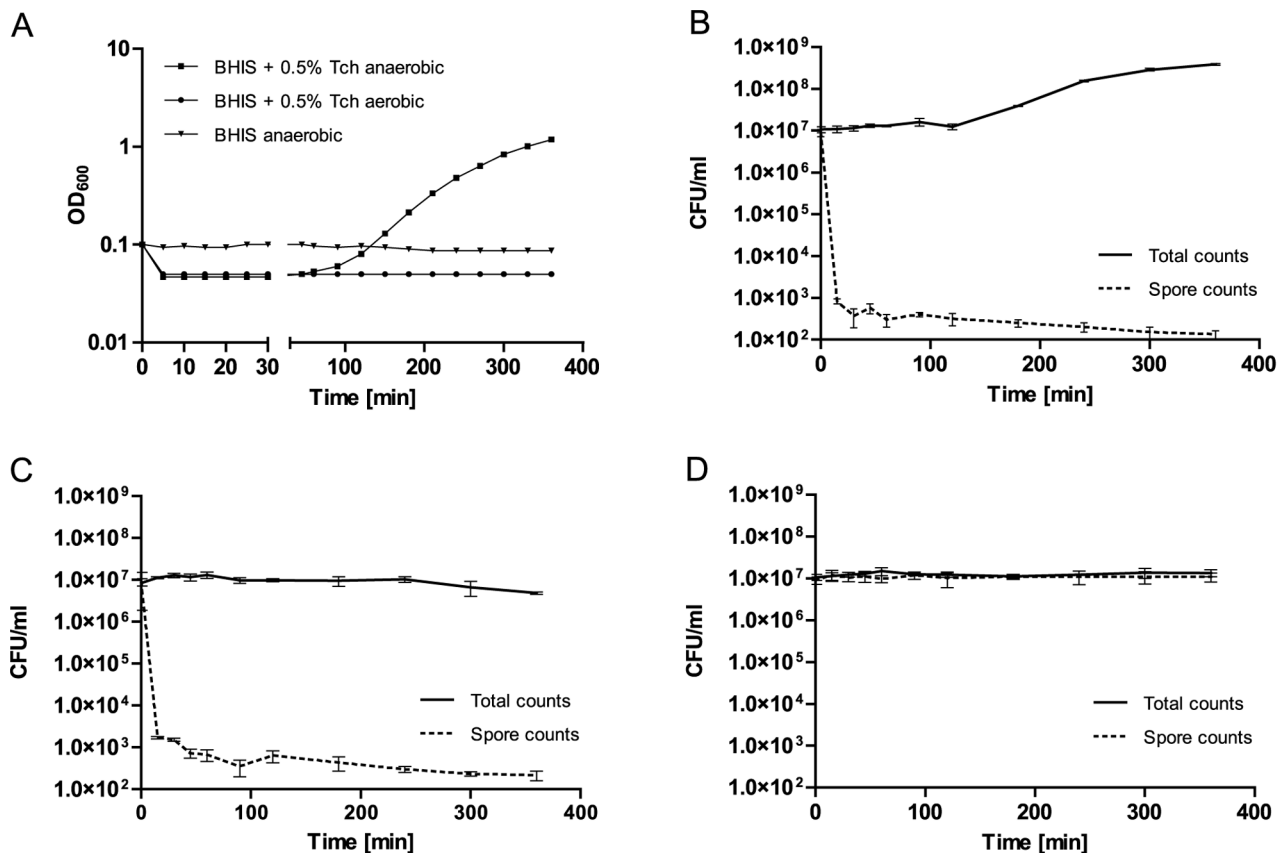 A
OD600
10
1
0.1
0.01
BHIS + 0.5% Tch anaerobic
BHIS + 0.5% Tch aerobic
BHIS anaerobic
0 10 20 30 100 200 300 400
Time [min]
B
CFU/ml
1.0×10⁹
1.0×10⁸
1.0×10⁷
1.0×10⁶
1.0×10⁵
1.0×10⁴
1.0×10³
1.0×10²
Total counts
Spore counts
0 100 200 300 400
Time [min]
C
CFU/ml
1.0×10⁹
1.0×10⁸
1.0×10⁷
1.0×10⁶
1.0×10⁵
1.0×10⁴
1.0×10³
1.0×10²
Total counts
Spore counts
0 100 200 300 400
Time [min]
D
CFU/ml
1.0×10⁹
1.0×10⁸
1.0×10⁷
1.0×10⁶
1.0×10⁵
1.0×10⁴
1.0×10³
1.0×10²
Total counts
Spore counts
0 100 200 300 400
Time [min]